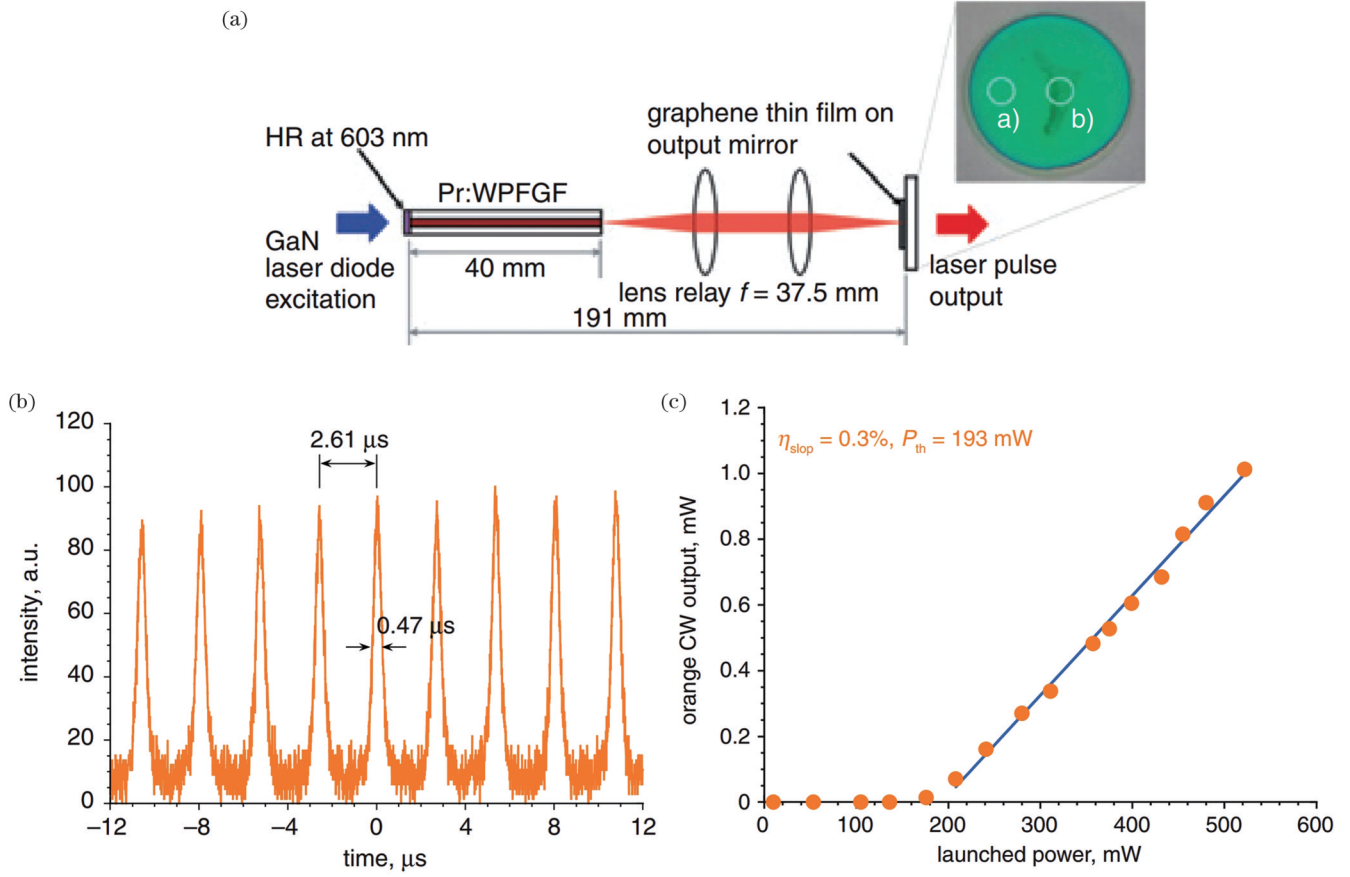 (a)
HR at 603 nm
Pr:WPFGF
graphene thin film on
output mirror
a)
b)
GaN
laser diode
excitation
40 mm
lens relay f = 37.5 mm
191 mm
laser pulse
output
(b)
120
100
80
60
40
20
0
intensity, a.u.
2.61 μs
0.47 μs
−12
−8
−4
0
4
8
12
time, μs
(c)
1.2
1.0
0.8
0.6
0.4
0.2
0
orange CW output, mW
ηslop = 0.3%, Pth = 193 mW
0
100
200
300
400
500
600
launched power, mW